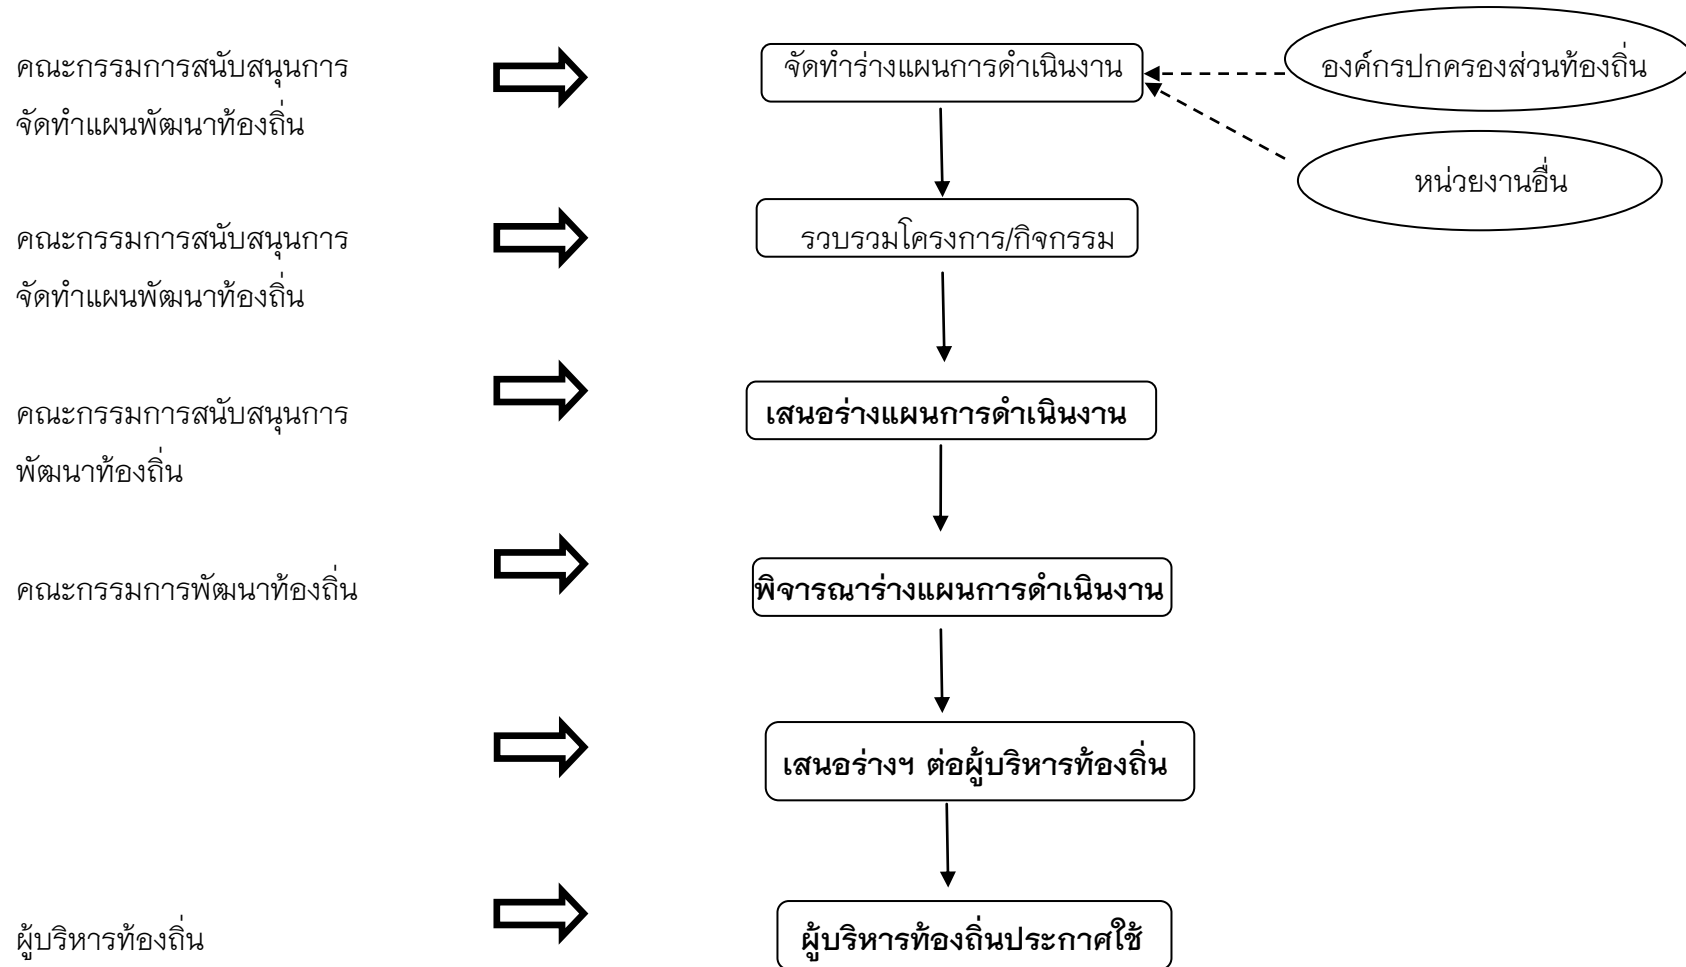 คณะกรรมการสนับสนุนการ
จัดทำแผนพัฒนาท้องถิ่น
จัดทำร่างแผนการดำเนินงาน
องค์กรปกครองส่วนท้องถิ่น
หน่วยงานอื่น
คณะกรรมการสนับสนุนการ
จัดทำแผนพัฒนาท้องถิ่น
รวบรวมโครงการ/กิจกรรม
คณะกรรมการสนับสนุนการ
พัฒนาท้องถิ่น
เสนอร่างแผนการดำเนินงาน
คณะกรรมการพัฒนาท้องถิ่น
พิจารณาร่างแผนการดำเนินงาน
เสนอร่างฯ ต่อผู้บริหารท้องถิ่น
ผู้บริหารท้องถิ่น
ผู้บริหารท้องถิ่นประกาศใช้